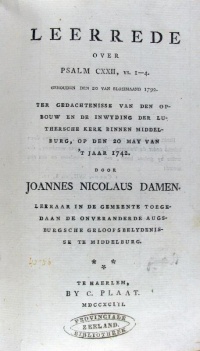 LEERREDE
OVER
PSALM CXXII, vs. 1-4.
GEHOUDEN DEN 20 VAN BLOEIMAAND 1792.
TER GEDACHTENISSE VAN DEN OP-
BOUW EN DE INWYDING DER LU-
THERSCHE KERK BINNEN MIDDEL-
BURG, OP DEN 20 MAY VAN
'T JAAR 1742.
DOOR
JOANNES NICOLAUS DAMEN,
LEERAAR IN DE GEMEENTE TOEGE-
DAAN DE ONVERANDERDE AUGS-
BURGSCHE GELOOFSBELYDENIS-
SE TE MIDDELBURG.
* * *
TE HAERLEM,
BY C. PLAAT.
MDCCXCIII.
PROVINCIALE
ZEELAND.
BIBLIOTHEEK